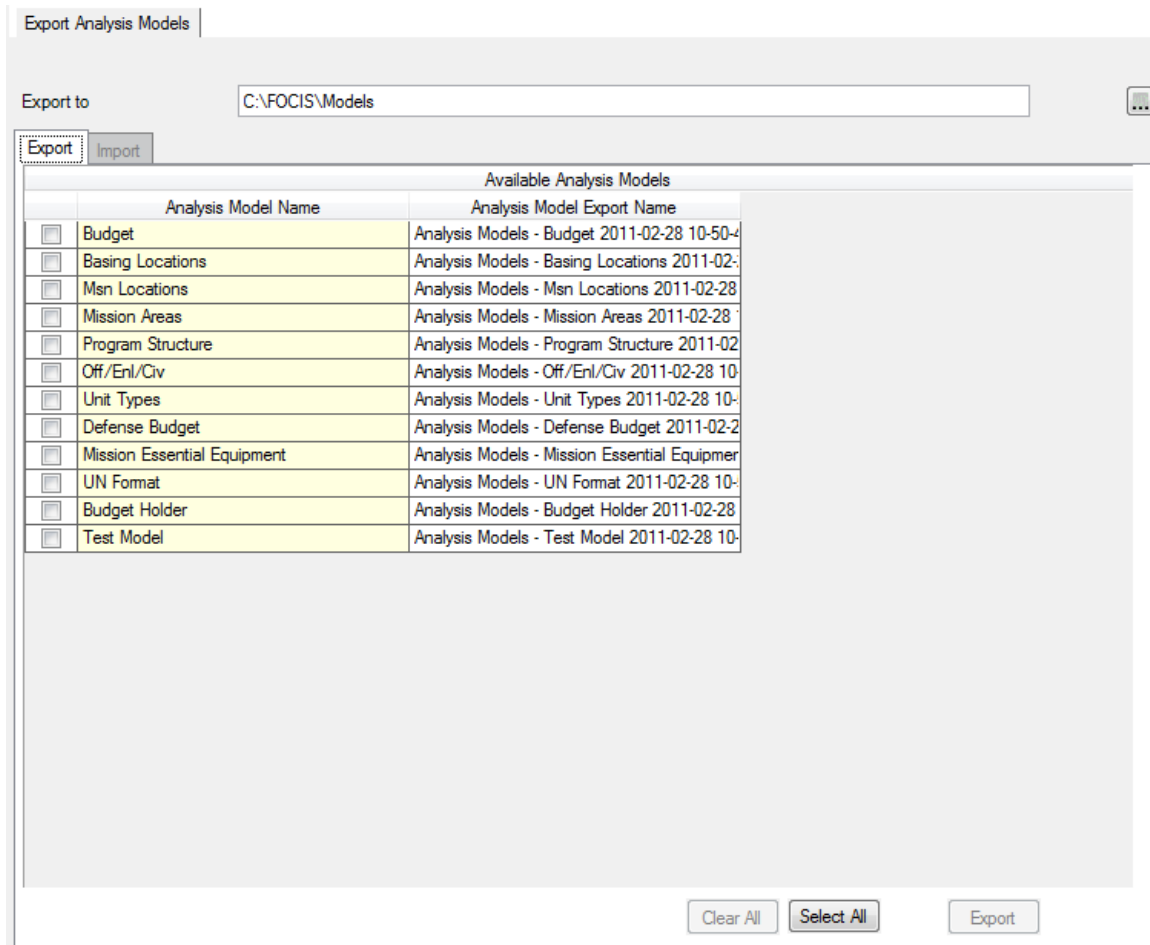 Export Analysis Models
Export to C:\FOCIS\Models ...
Export Import
Available Analysis Models
Analysis Model Name Analysis Model Export Name
Budget Analysis Models - Budget 2011-02-28 10-50-4
Basing Locations Analysis Models - Basing Locations 2011-02-
Msn Locations Analysis Models - Msn Locations 2011-02-28
Mission Areas Analysis Models - Mission Areas 2011-02-28
Program Structure Analysis Models - Program Structure 2011-02
Off/Enl/Civ Analysis Models - Off/Enl/Civ 2011-02-28 10-
Unit Types Analysis Models - Unit Types 2011-02-28 10-
Defense Budget Analysis Models - Defense Budget 2011-02-2
Mission Essential Equipment Analysis Models - Mission Essential Equipmer
UN Format Analysis Models - UN Format 2011-02-28 10-
Budget Holder Analysis Models - Budget Holder 2011-02-28
Test Model Analysis Models - Test Model 2011-02-28 10-
Clear All Select All Export